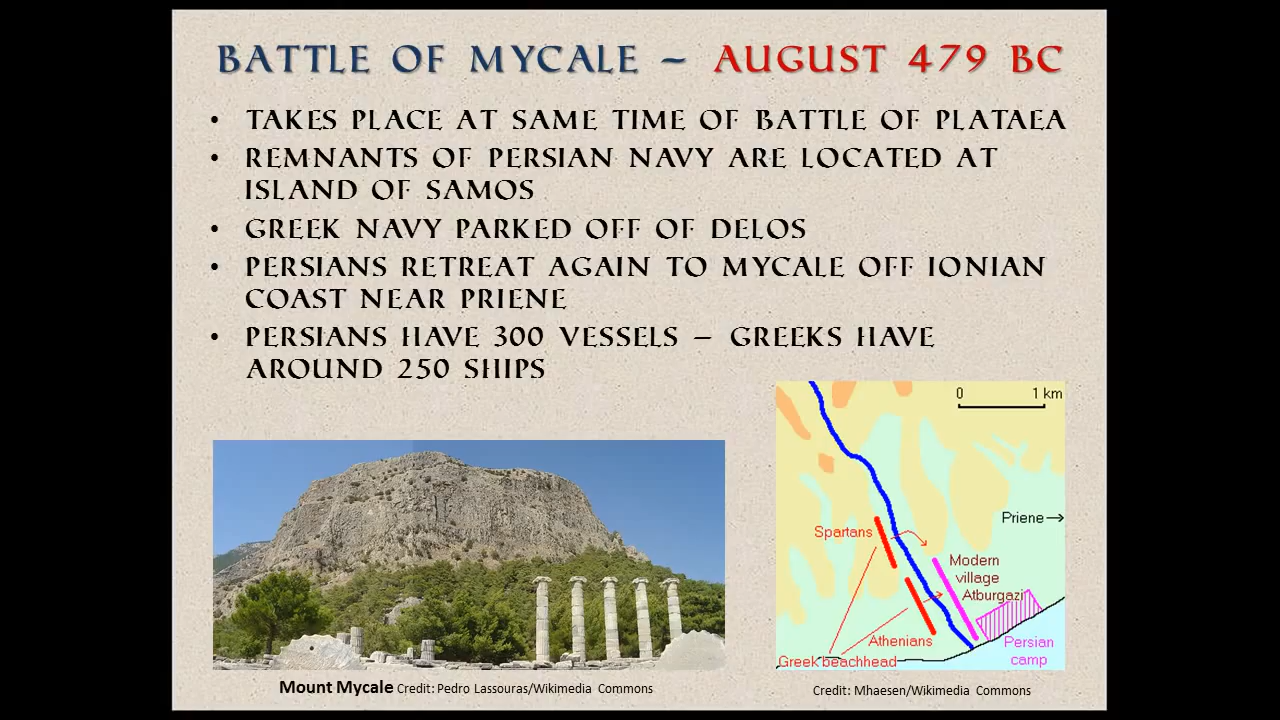 BATTLE OF MYCALE – AUGUST 479 BC
• TAKES PLACE AT SAME TIME OF BATTLE OF PLATAEA
• REMNANTS OF PERSIAN NAVY ARE LOCATED AT
ISLAND OF SAMOS
• GREEK NAVY PARKED OFF OF DELOS
• PERSIANS RETREAT AGAIN TO MYCALE OFF IONIAN
COAST NEAR PRIENE
• PERSIANS HAVE 300 VESSELS – GREEKS HAVE
AROUND 250 SHIPS
0 1 km
Priene
Spartans
Modern
village
Atburgazi
Athenians
Persian
camp
Greek beachhead
Mount Mycale Credit: Pedro Lassouras/Wikimedia Commons
Credit: Mhaesen/Wikimedia Commons